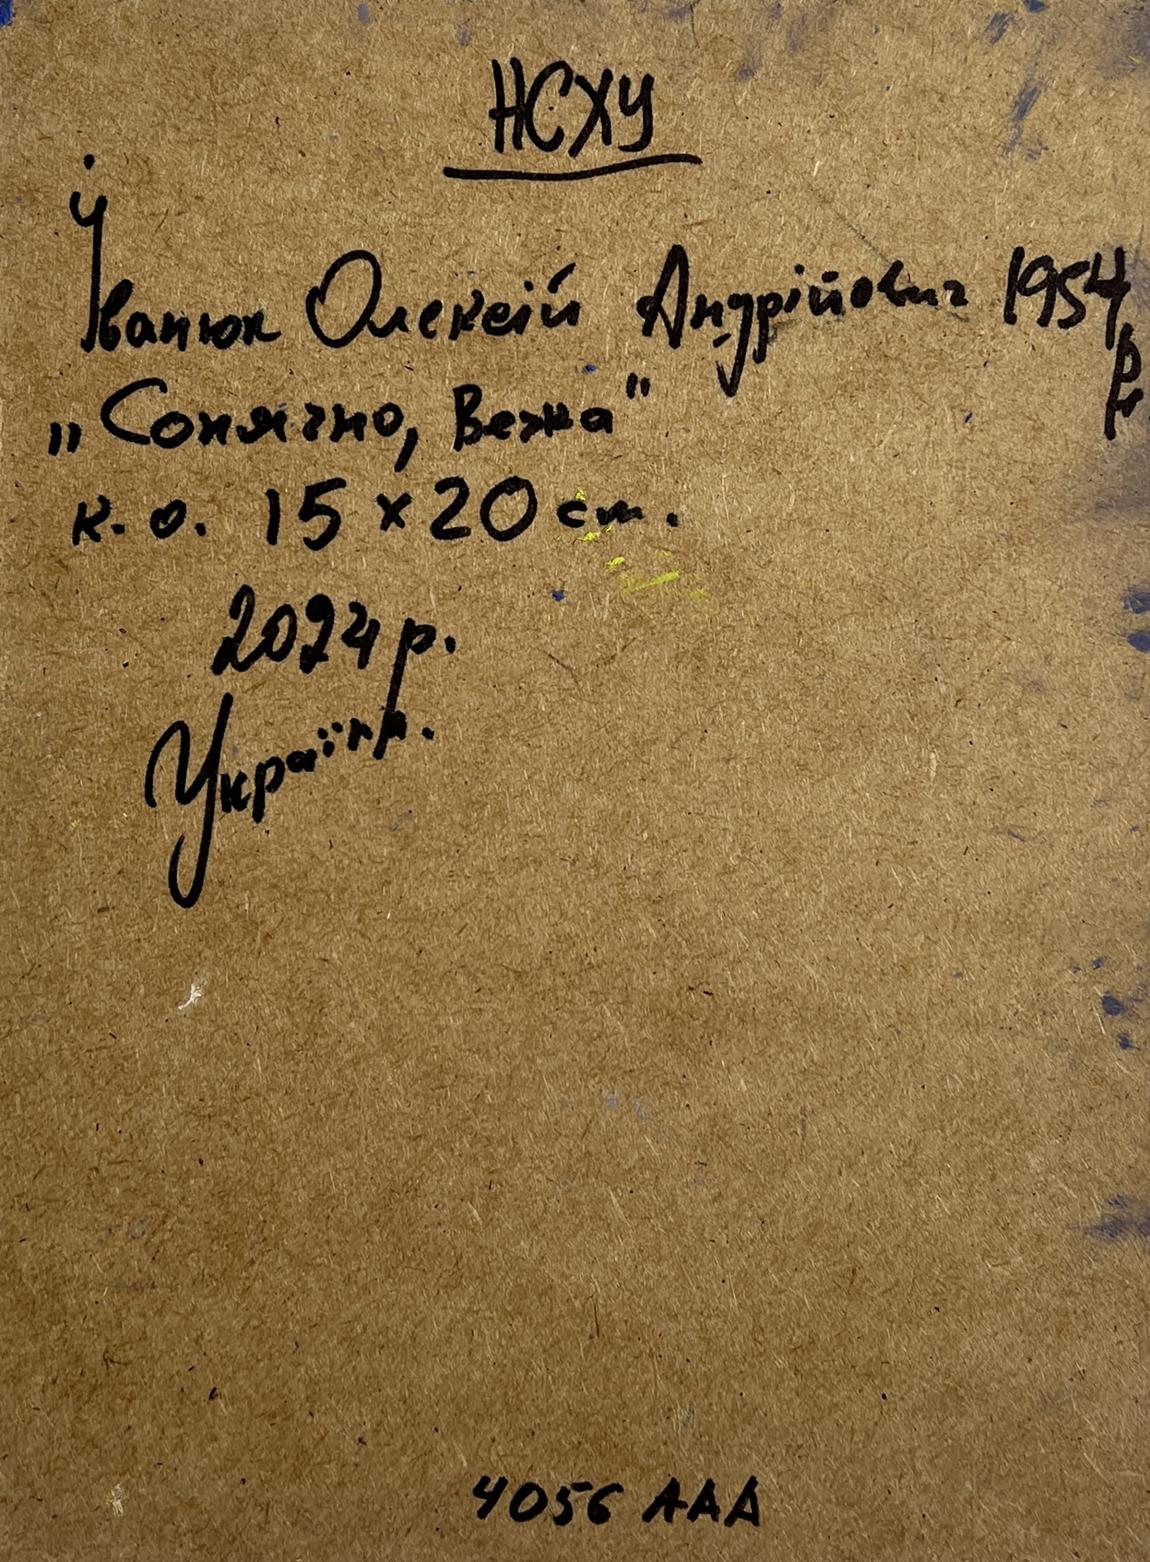 НСХУ
Іванюк Олексій Андрійович 1954 р.н.
„Сонячно, Вежа"
к. о. 15 х 20 см.
2024 р.
Україна.
4056 ААА